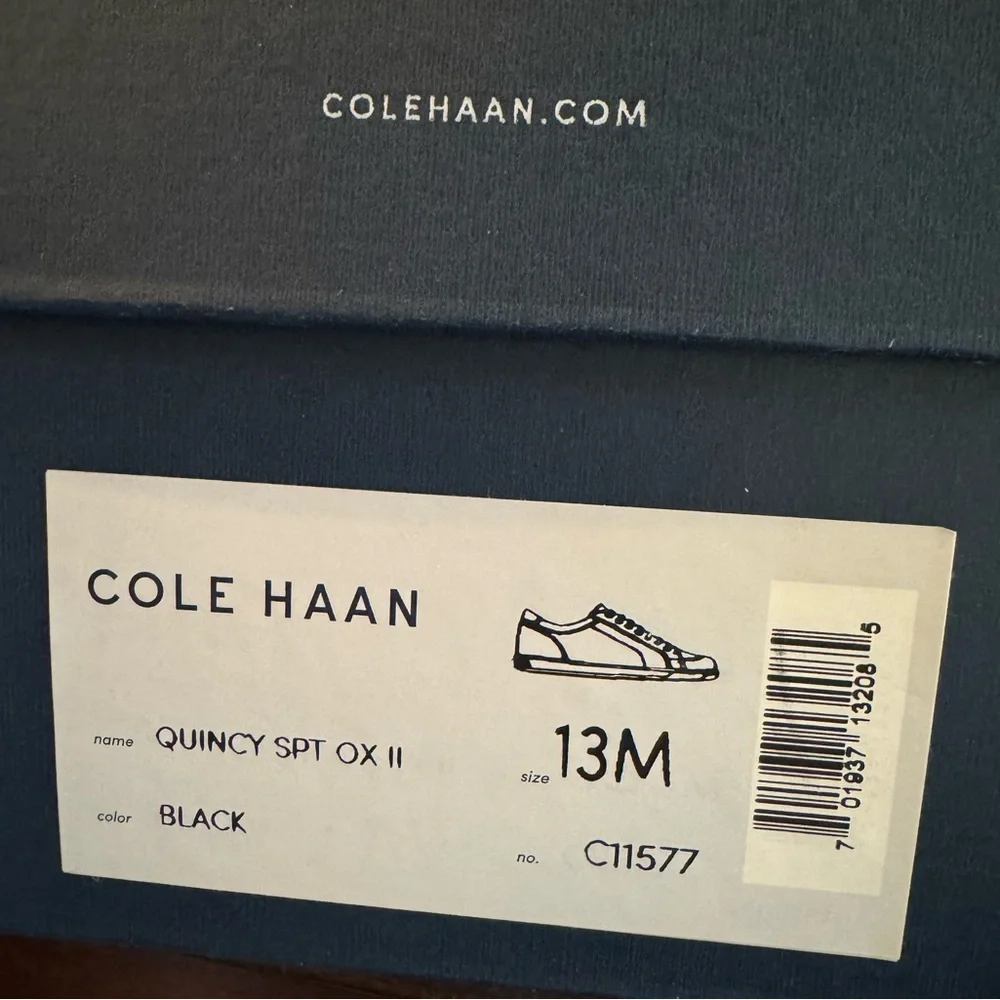 COLEHAAN.COM
COLE HAAN
name QUINCY SPT OX II
color BLACK
size 13M
no. C11577
7 01937 13208 5